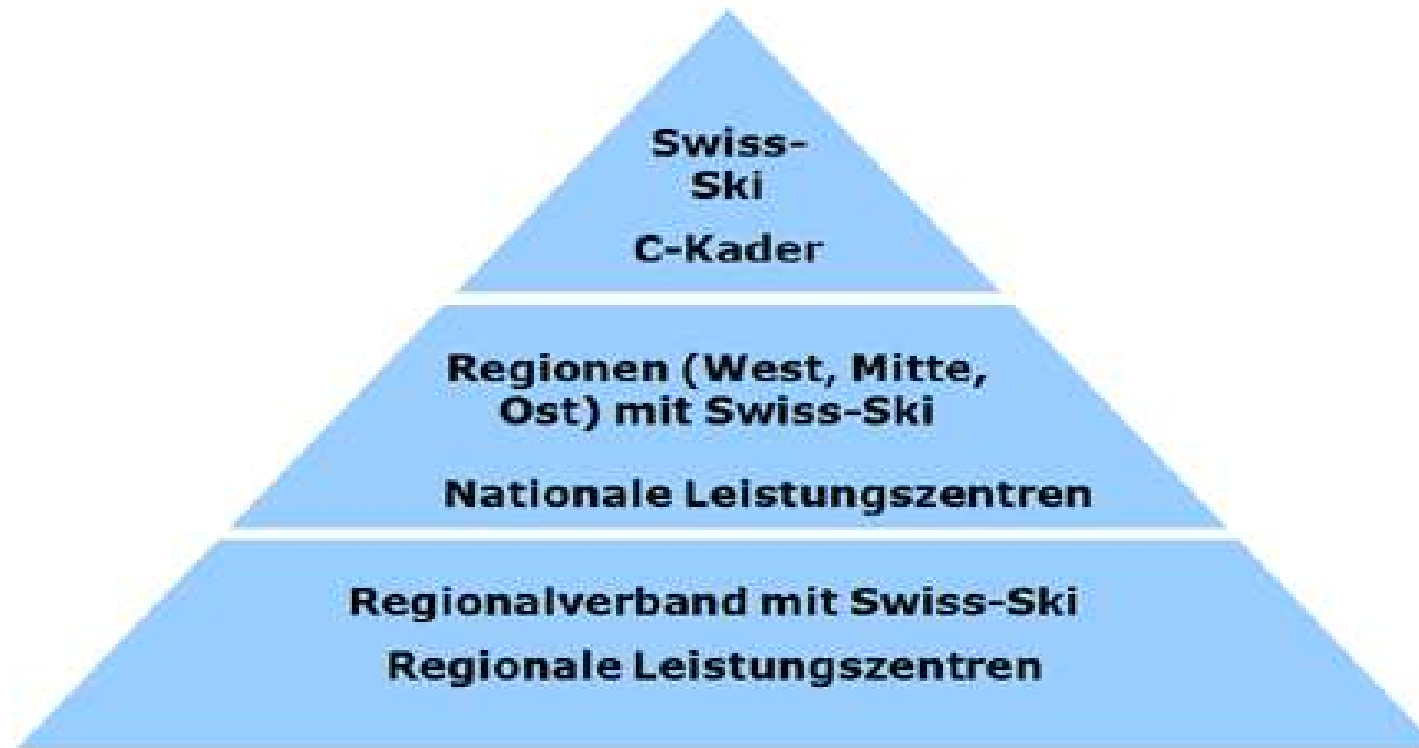 Swiss-
Ski
C-Kader
Regionen (West, Mitte,
Ost) mit Swiss-Ski
Nationale Leistungszentren
Regionalverband mit Swiss-Ski
Regionale Leistungszentren